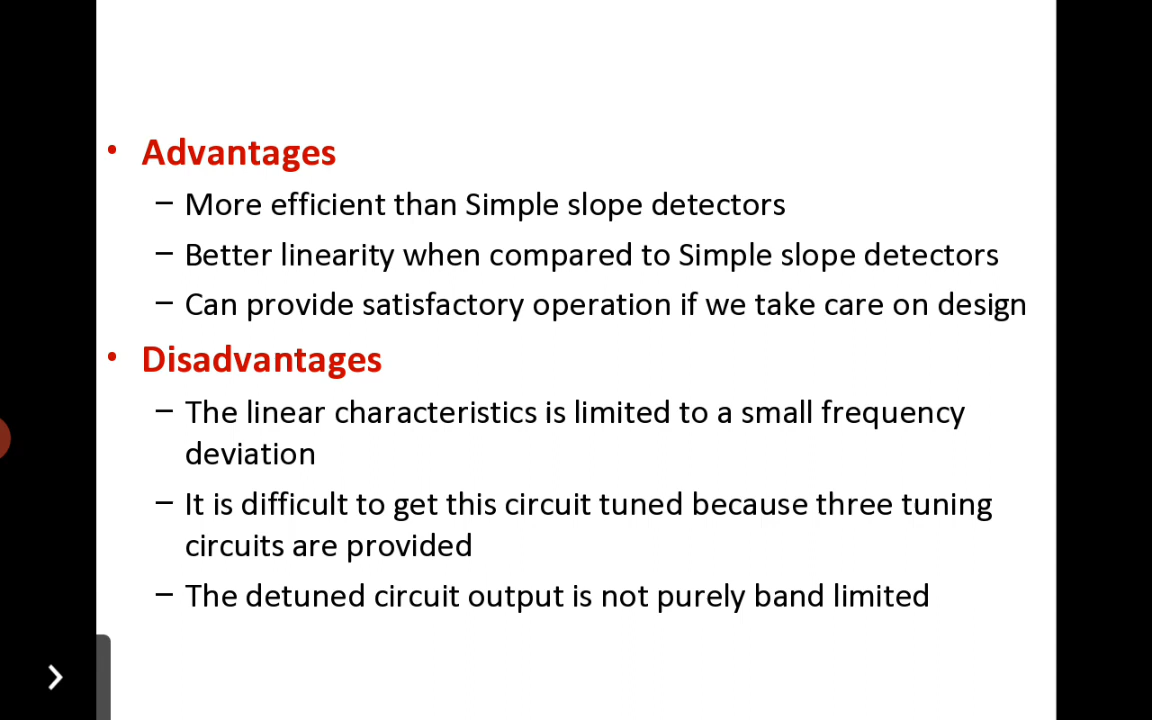 • Advantages
– More efficient than Simple slope detectors
– Better linearity when compared to Simple slope detectors
– Can provide satisfactory operation if we take care on design
• Disadvantages
– The linear characteristics is limited to a small frequency
deviation
– It is difficult to get this circuit tuned because three tuning
circuits are provided
– The detuned circuit output is not purely band limited